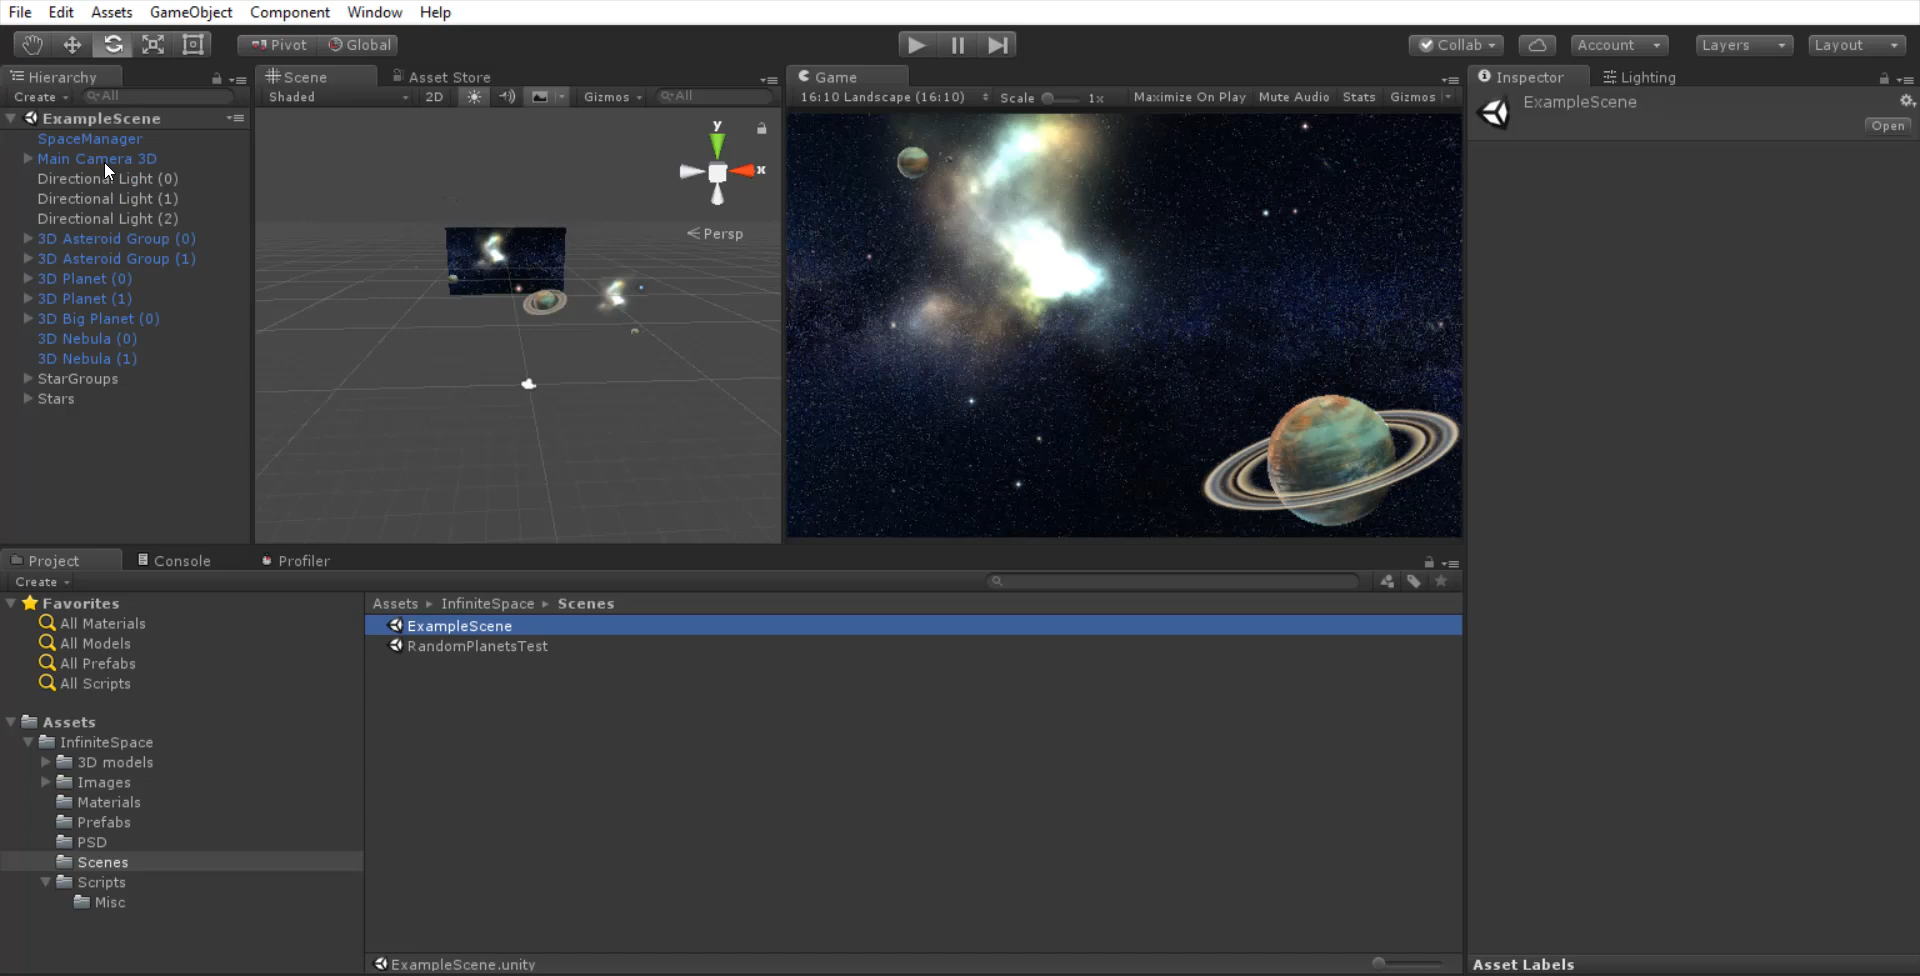 File Edit Assets GameObject Component Window Help
Pivot Global Collab Account Layers Layout
Hierarchy
Create All
ExampleScene
SpaceManager
Main Camera 3D
Directional Light (0)
Directional Light (1)
Directional Light (2)
3D Asteroid Group (0)
3D Asteroid Group (1)
3D Planet (0)
3D Planet (1)
3D Big Planet (0)
3D Nebula (0)
3D Nebula (1)
StarGroups
Stars
Scene Asset Store
Shaded 2D Gizmos All
y
x
Persp
Game
16:10 Landscape (16:10) Scale 1x Maximize On Play Mute Audio Stats Gizmos
Inspector Lighting
ExampleScene
Open
Project Console Profiler
Create
Favorites
All Materials
All Models
All Prefabs
All Scripts
Assets
InfiniteSpace
3D models
Images
Materials
Prefabs
PSD
Scenes
Scripts
Misc
Assets InfiniteSpace Scenes
ExampleScene
RandomPlanetsTest
ExampleScene.unity
Asset Labels